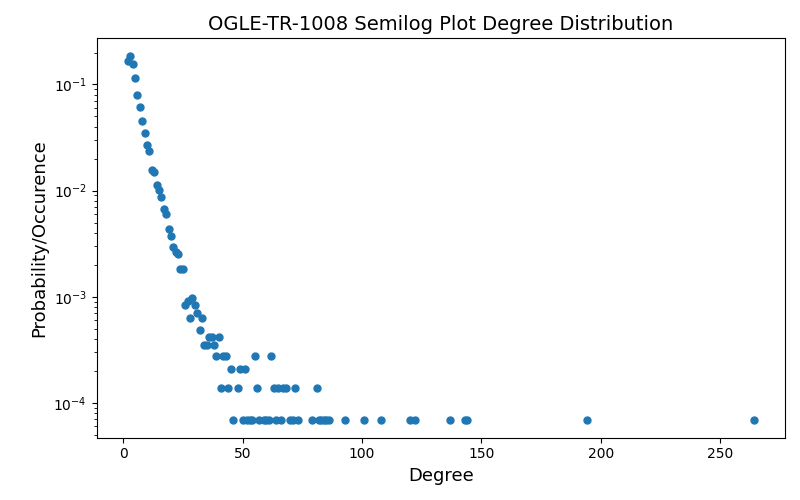 OGLE-TR-1008 Semilog Plot Degree Distribution
Probability/Occurence
10⁻¹
10⁻²
10⁻³
10⁻⁴
0 50 100 150 200 250
Degree